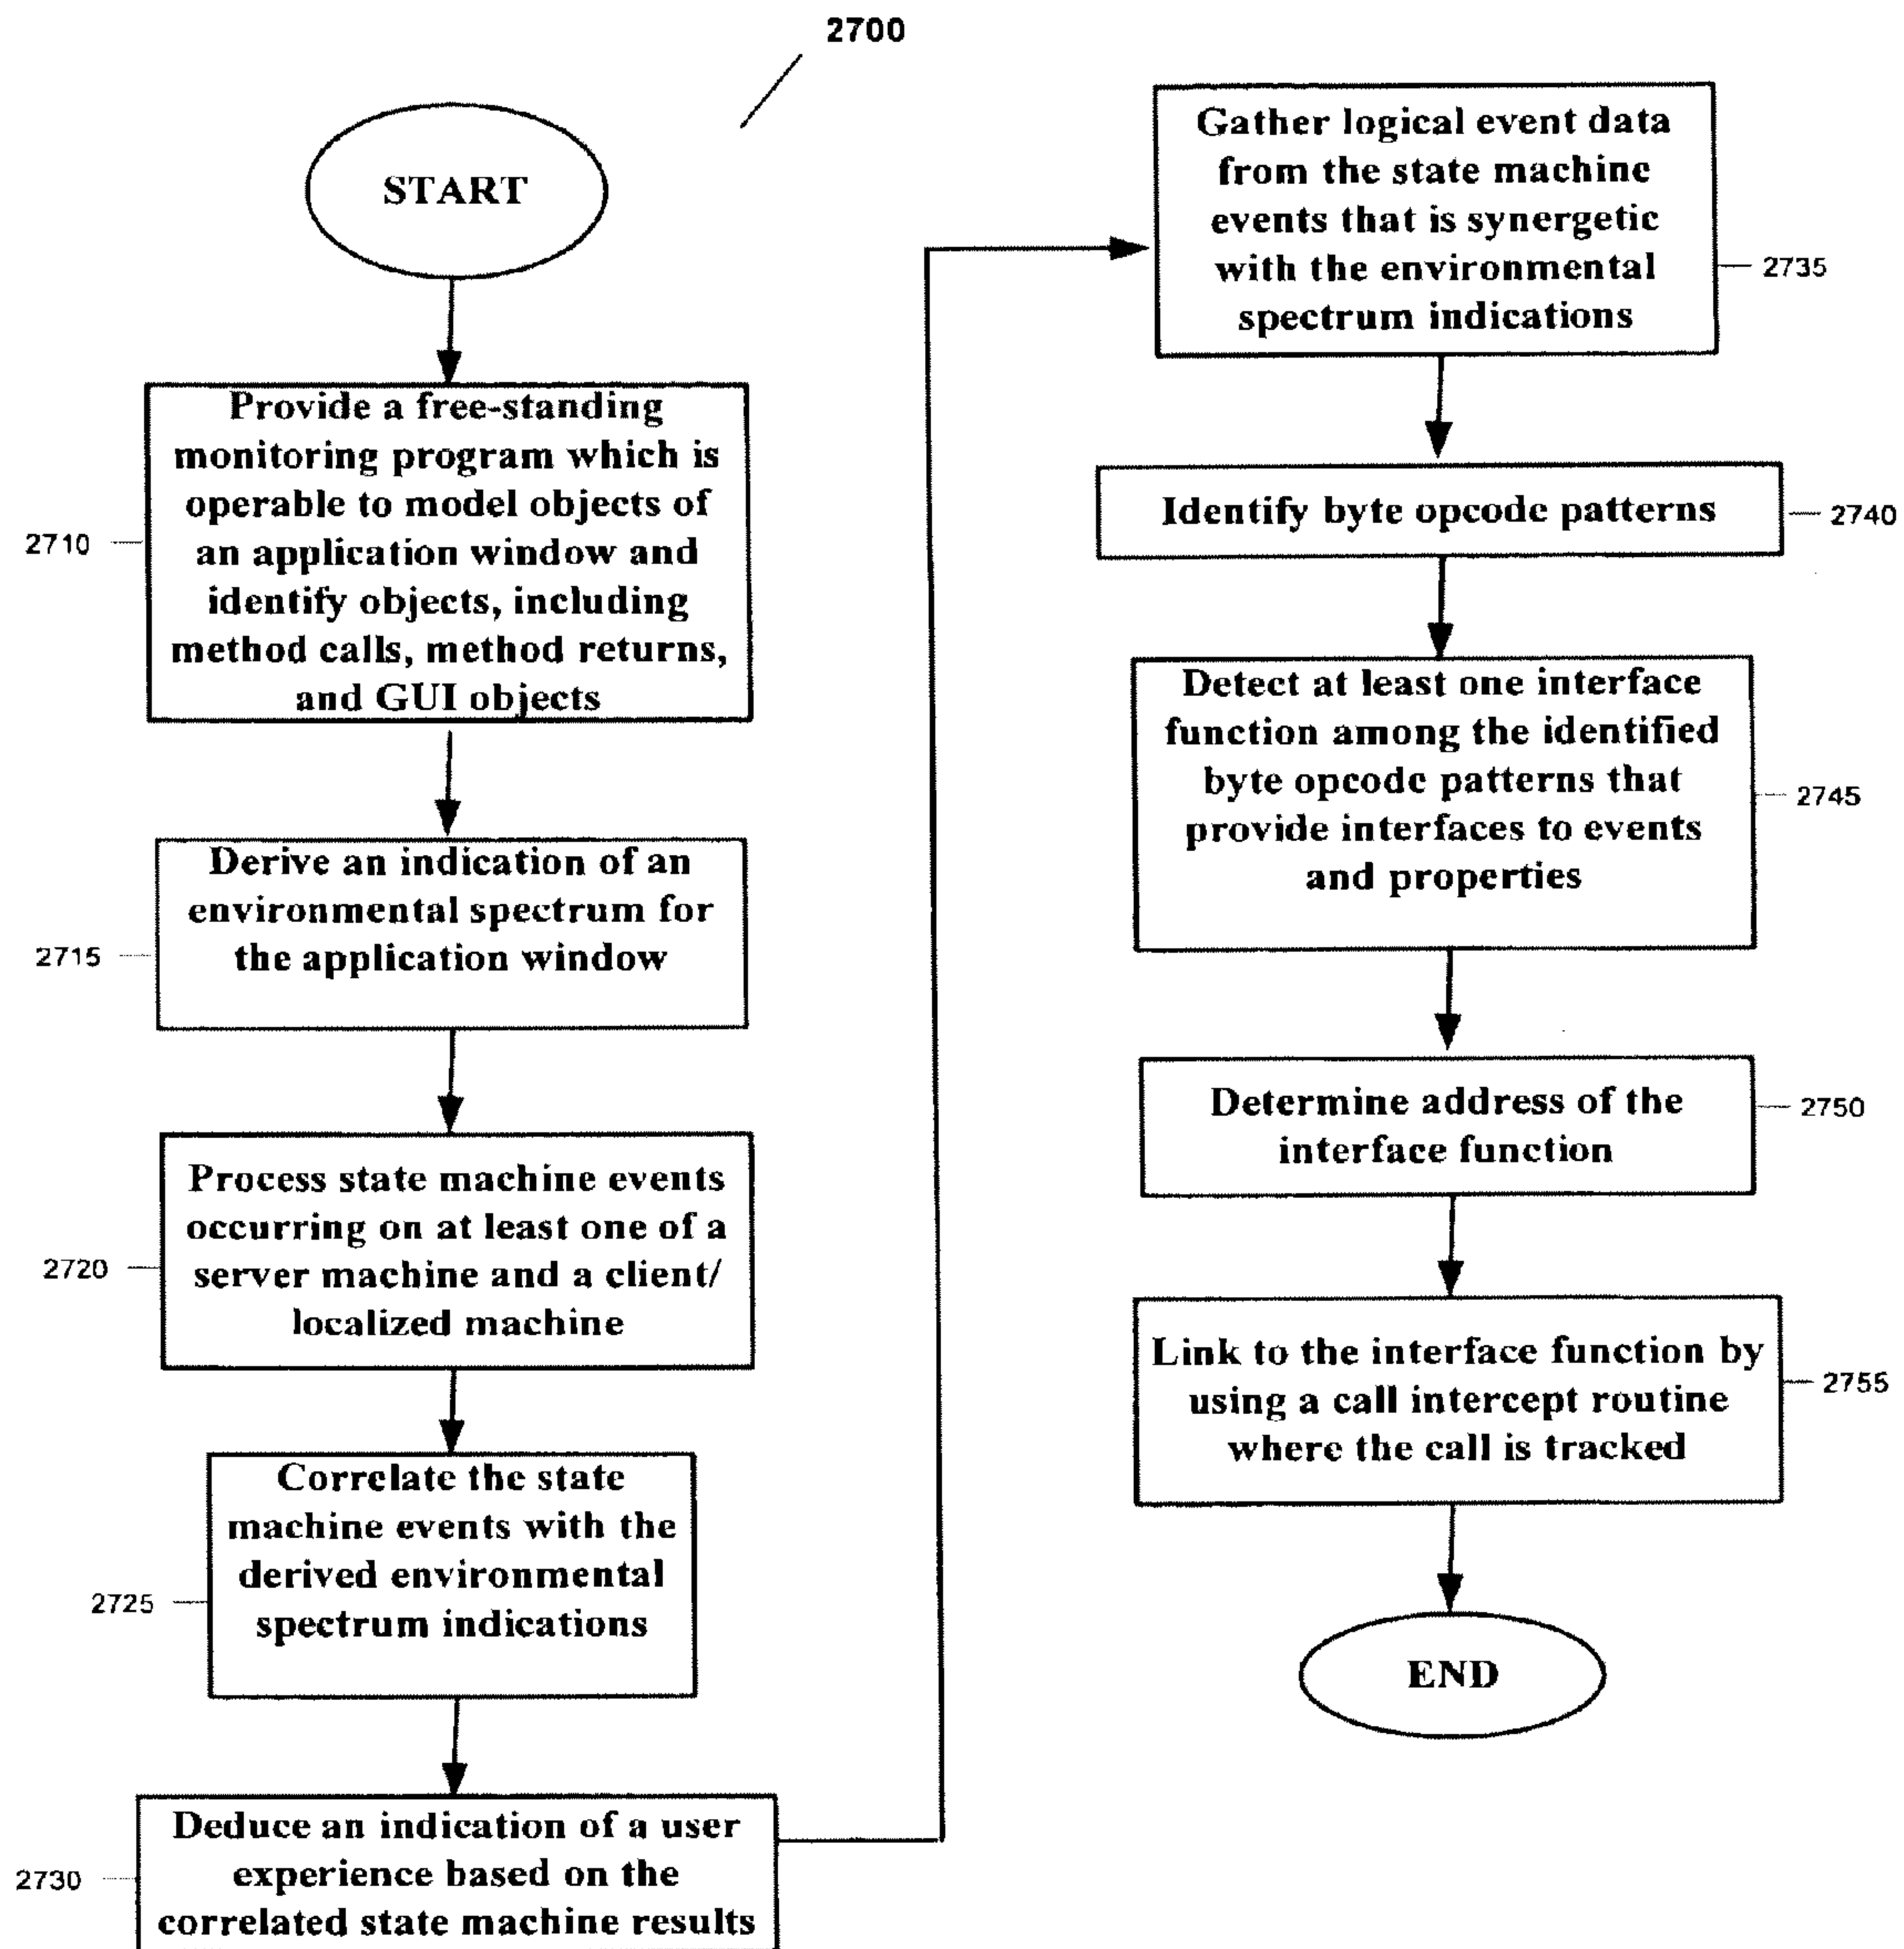 2700
START
Provide a free-standing
monitoring program which is
operable to model objects of
an application window and
identify objects, including
method calls, method returns,
and GUI objects
2710
Derive an indication of an
environmental spectrum for
the application window
2715
Process state machine events
occurring on at least one of a
server machine and a client/
localized machine
2720
Correlate the state
machine events with the
derived environmental
spectrum indications
2725
Deduce an indication of a user
experience based on the
correlated state machine results
2730
Gather logical event data
from the state machine
events that is synergetic
with the environmental
spectrum indications
2735
Identify byte opcode patterns
2740
Detect at least one interface
function among the identified
byte opcode patterns that
provide interfaces to events
and properties
2745
Determine address of the
interface function
2750
Link to the interface function by
using a call intercept routine
where the call is tracked
2755
END